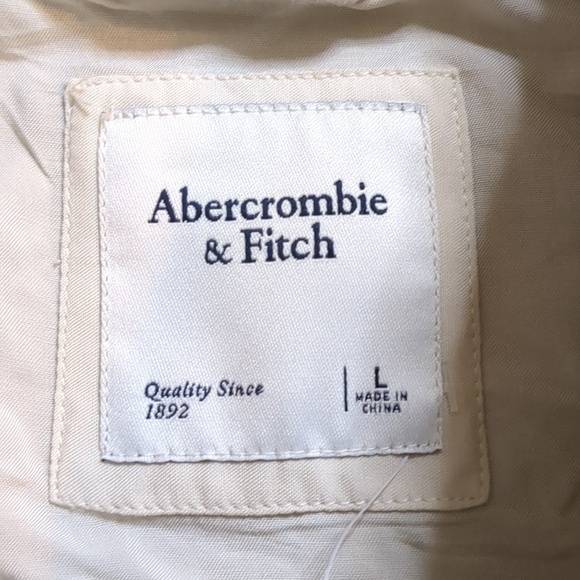 Abercrombie
& Fitch
Quality Since
1892
L
MADE IN
CHINA